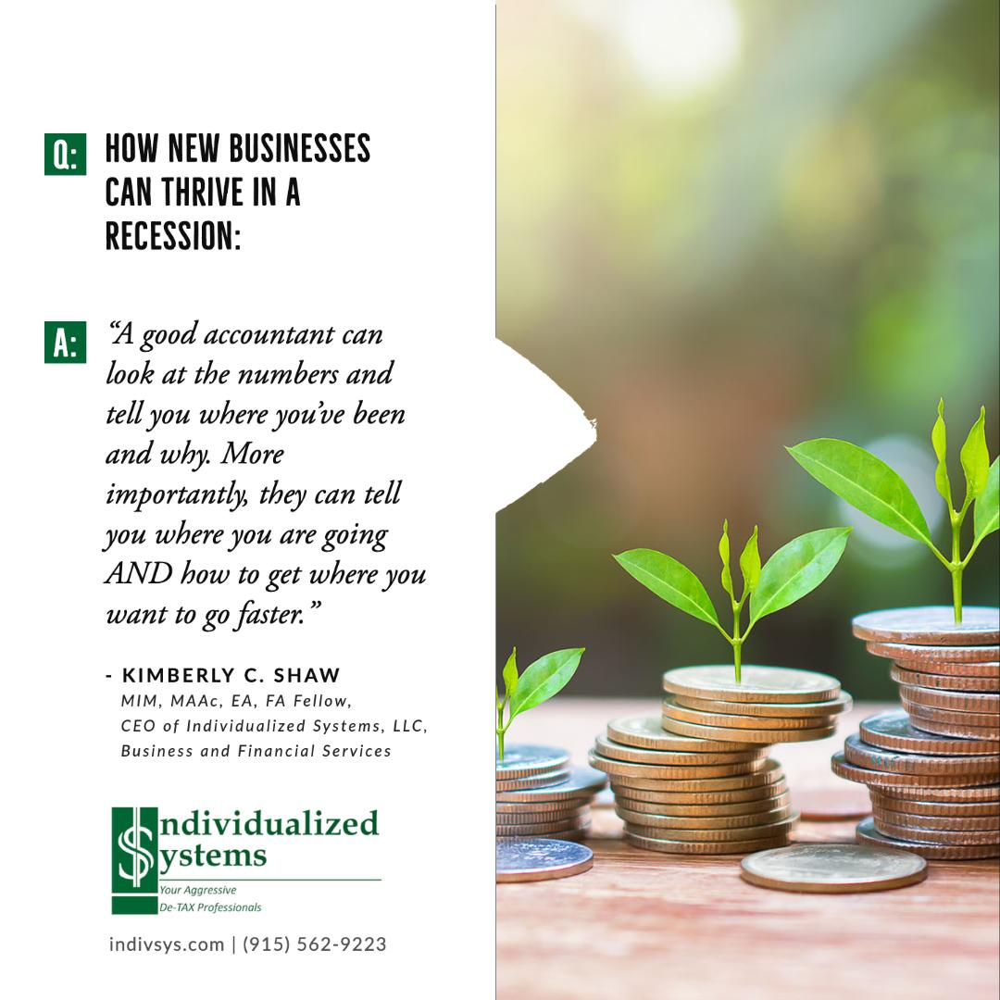 Q: HOW NEW BUSINESSES
CAN THRIVE IN A
RECESSION:
A: “A good accountant can
look at the numbers and
tell you where you’ve been
and why. More
importantly, they can tell
you where you are going
AND how to get where you
want to go faster.”
- KIMBERLY C. SHAW
MIM, MAAc, EA, FA Fellow,
CEO of Individualized Systems, LLC,
Business and Financial Services
Individualized
Systems
Your Aggressive
De-TAX Professionals
indivsys.com | (915) 562-9223